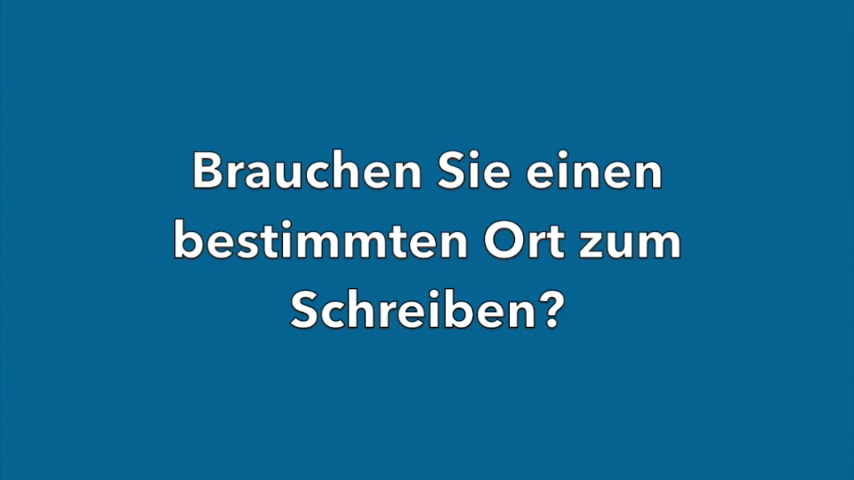 Brauchen Sie einen
bestimmten Ort zum
Schreiben?